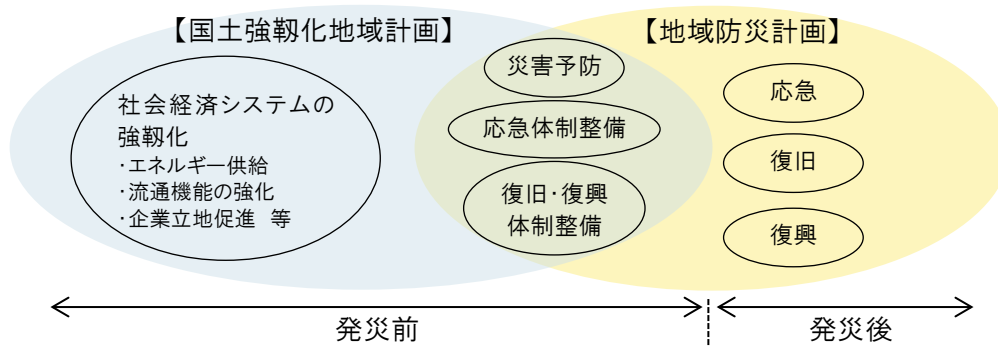 【国土強靱化地域計画】
【地域防災計画】
社会経済システムの
強靱化
・エネルギー供給
・流通機能の強化
・企業立地促進 等
災害予防
応急体制整備
復旧・復興
体制整備
応急
復旧
復興
発災前
発災後